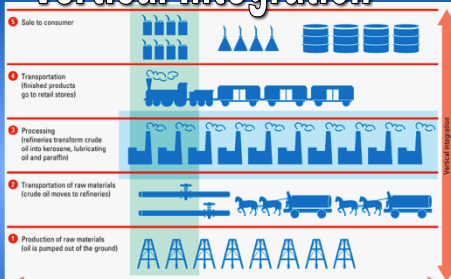 Vertical Integration
5 Sale to consumer
4 Transportation
(finished products
go to retail stores)
3 Processing
(refineries transform crude
oil into kerosene, lubricating
oil and paraffin)
2 Transportation of raw materials
(crude oil moves to refineries)
1 Production of raw materials
(oil is pumped out of the ground)
Vertical integration